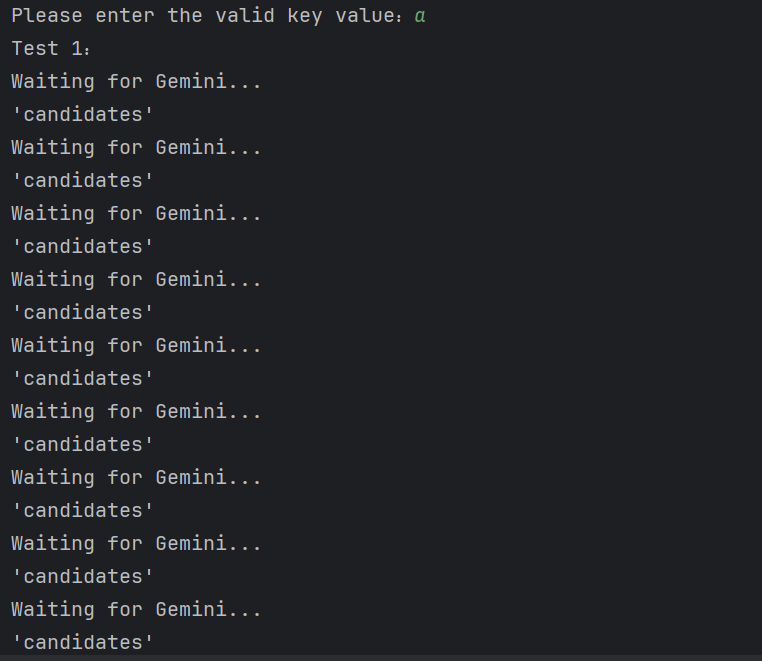 Please enter the valid key value：a
Test 1：
Waiting for Gemini...
'candidates'
Waiting for Gemini...
'candidates'
Waiting for Gemini...
'candidates'
Waiting for Gemini...
'candidates'
Waiting for Gemini...
'candidates'
Waiting for Gemini...
'candidates'
Waiting for Gemini...
'candidates'
Waiting for Gemini...
'candidates'
Waiting for Gemini...
'candidates'